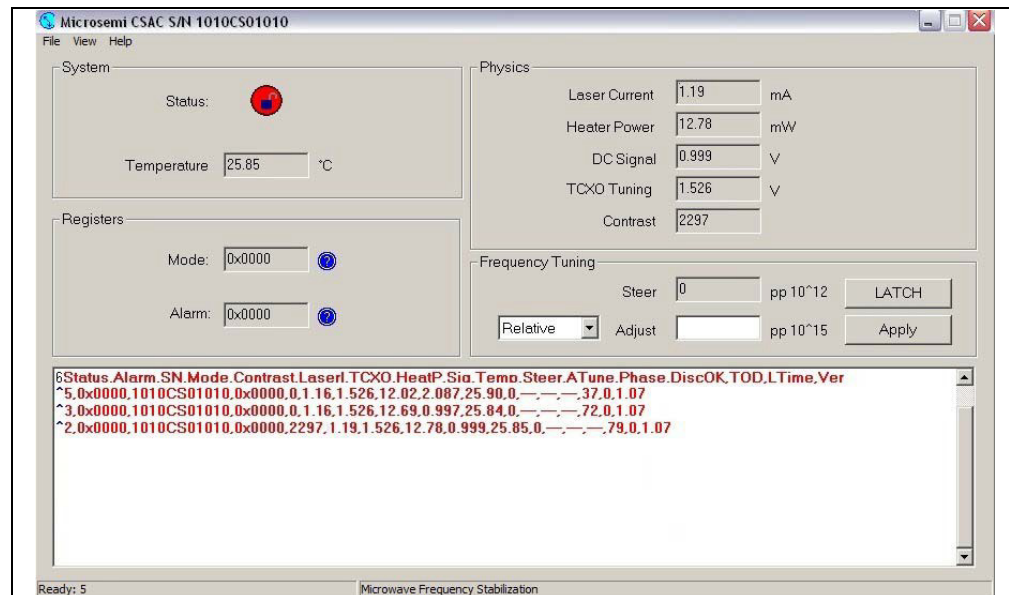 Microsemi CSAC S/N 1010CS01010
File View Help
System
Status:
Temperature 25.85 °C
Registers
Mode: 0x0000 ?
Alarm: 0x0000 ?
Physics
Laser Current 1.19 mA
Heater Power 12.78 mW
DC Signal 0.999 V
TCXO Tuning 1.526 V
Contrast 2297
Frequency Tuning
Steer 0 pp 10^12 LATCH
Relative Adjust pp 10^15 Apply
6Status.Alarm.SN.Mode.Contrast.LaserI.TCXO.HeatP.Sig.Temp.Steer.ATune.Phase.DiscOK,TOD,LTime,Ver
^5,0x0000,1010CS01010,0x0000,0,1.16,1.526,12.02,2.087,25.90,0,—,—,—,37,0,1.07
^3,0x0000,1010CS01010,0x0000,0,1.16,1.526,12.69,0.997,25.84,0,—,—,—,72,0,1.07
^2,0x0000,1010CS01010,0x0000,2297,1.19,1.526,12.78,0.999,25.85,0,—,—,—,79,0,1.07
Ready: 5
Microwave Frequency Stabilization